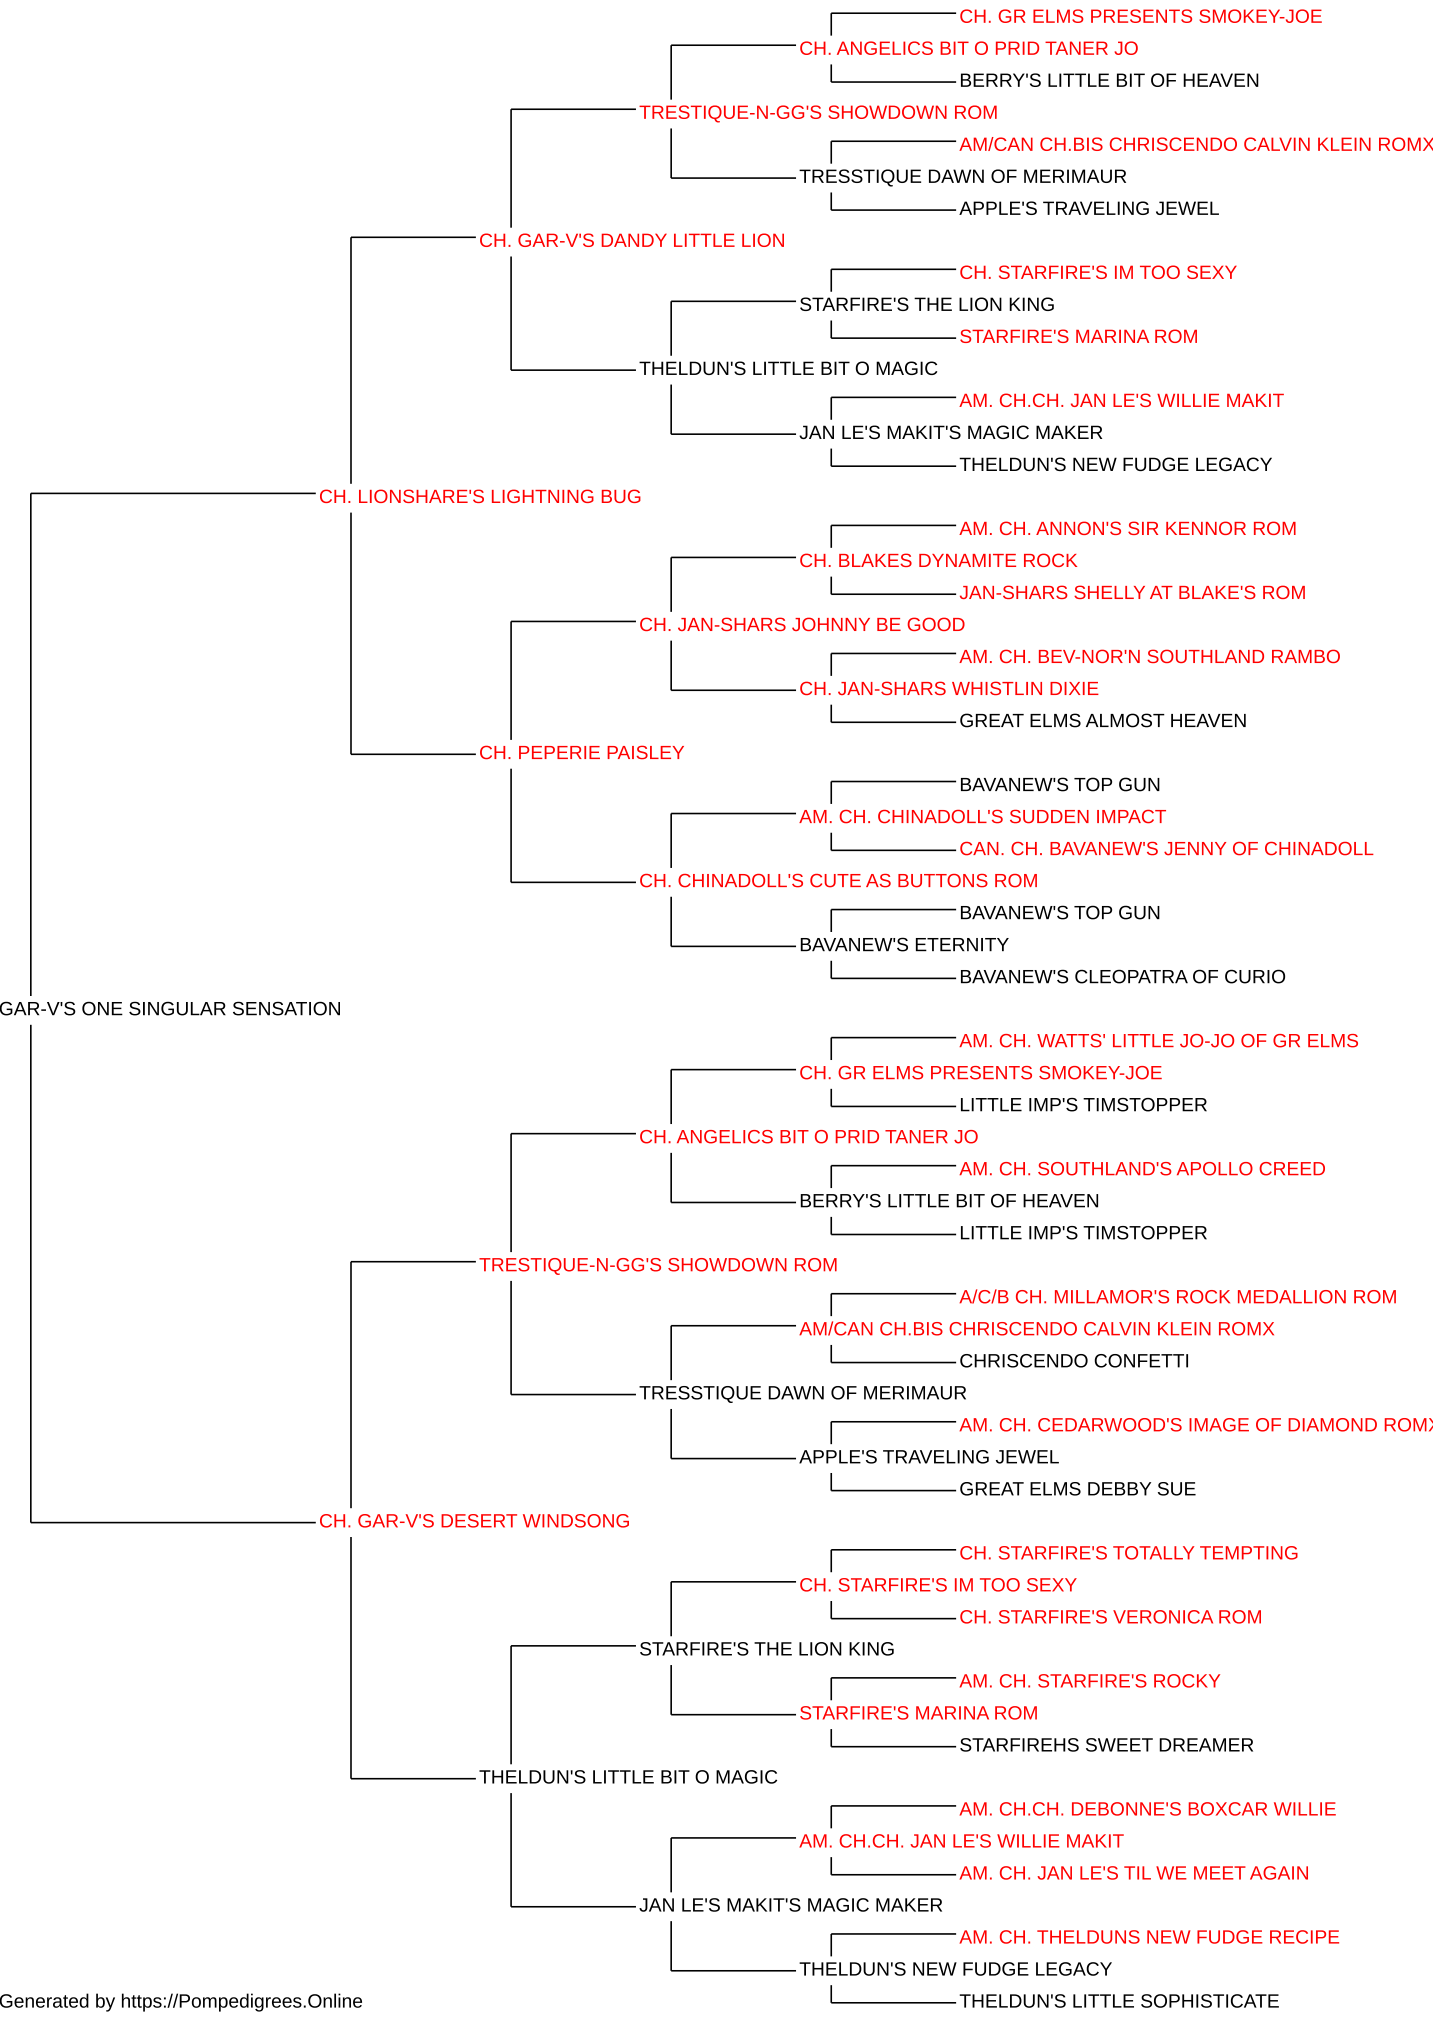 CH. GR ELMS PRESENTS SMOKEY-JOE
CH. ANGELICS BIT O PRID TANER JO
BERRY'S LITTLE BIT OF HEAVEN
TRESTIQUE-N-GG'S SHOWDOWN ROM
AM/CAN CH.BIS CHRISCENDO CALVIN KLEIN ROMX
TRESSTIQUE DAWN OF MERIMAUR
APPLE'S TRAVELING JEWEL
CH. GAR-V'S DANDY LITTLE LION
CH. STARFIRE'S IM TOO SEXY
STARFIRE'S THE LION KING
STARFIRE'S MARINA ROM
THELDUN'S LITTLE BIT O MAGIC
AM. CH.CH. JAN LE'S WILLIE MAKIT
JAN LE'S MAKIT'S MAGIC MAKER
THELDUN'S NEW FUDGE LEGACY
CH. LIONSHARE'S LIGHTNING BUG
AM. CH. ANNON'S SIR KENNOR ROM
CH. BLAKES DYNAMITE ROCK
JAN-SHARS SHELLY AT BLAKE'S ROM
CH. JAN-SHARS JOHNNY BE GOOD
AM. CH. BEV-NOR'N SOUTHLAND RAMBO
CH. JAN-SHARS WHISTLIN DIXIE
GREAT ELMS ALMOST HEAVEN
CH. PEPERIE PAISLEY
BAVANEW'S TOP GUN
AM. CH. CHINADOLL'S SUDDEN IMPACT
CAN. CH. BAVANEW'S JENNY OF CHINADOLL
CH. CHINADOLL'S CUTE AS BUTTONS ROM
BAVANEW'S TOP GUN
BAVANEW'S ETERNITY
BAVANEW'S CLEOPATRA OF CURIO
GAR-V'S ONE SINGULAR SENSATION
AM. CH. WATTS' LITTLE JO-JO OF GR ELMS
CH. GR ELMS PRESENTS SMOKEY-JOE
LITTLE IMP'S TIMSTOPPER
CH. ANGELICS BIT O PRID TANER JO
AM. CH. SOUTHLAND'S APOLLO CREED
BERRY'S LITTLE BIT OF HEAVEN
LITTLE IMP'S TIMSTOPPER
TRESTIQUE-N-GG'S SHOWDOWN ROM
A/C/B CH. MILLAMOR'S ROCK MEDALLION ROM
AM/CAN CH.BIS CHRISCENDO CALVIN KLEIN ROMX
CHRISCENDO CONFETTI
TRESSTIQUE DAWN OF MERIMAUR
AM. CH. CEDARWOOD'S IMAGE OF DIAMOND ROMX
APPLE'S TRAVELING JEWEL
GREAT ELMS DEBBY SUE
CH. GAR-V'S DESERT WINDSONG
CH. STARFIRE'S TOTALLY TEMPTING
CH. STARFIRE'S IM TOO SEXY
CH. STARFIRE'S VERONICA ROM
STARFIRE'S THE LION KING
AM. CH. STARFIRE'S ROCKY
STARFIRE'S MARINA ROM
STARFIREHS SWEET DREAMER
THELDUN'S LITTLE BIT O MAGIC
AM. CH.CH. DEBONNE'S BOXCAR WILLIE
AM. CH.CH. JAN LE'S WILLIE MAKIT
AM. CH. JAN LE'S TIL WE MEET AGAIN
JAN LE'S MAKIT'S MAGIC MAKER
AM. CH. THELDUNS NEW FUDGE RECIPE
THELDUN'S NEW FUDGE LEGACY
THELDUN'S LITTLE SOPHISTICATE
Generated by https://Pompedigrees.Online